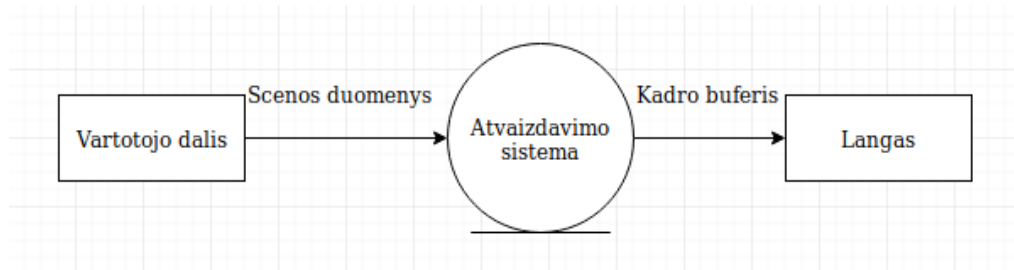 Scenos duomenys
Kadro buferis
Vartotojo dalis
Atvaizdavimo
sistema
Langas